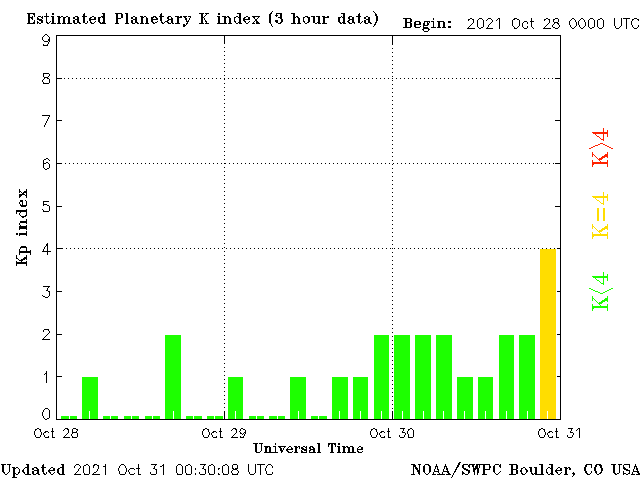 Estimated Planetary K index (3 hour data)
Begin: 2021 Oct 28 0000 UTC
9
8
7
6
5
4
3
2
1
0
Kp index
K>4
K=4
K<4
Oct 28
Oct 29
Oct 30
Oct 31
Universal Time
Updated 2021 Oct 31 00:30:08 UTC
NOAA/SWPC Boulder, CO USA